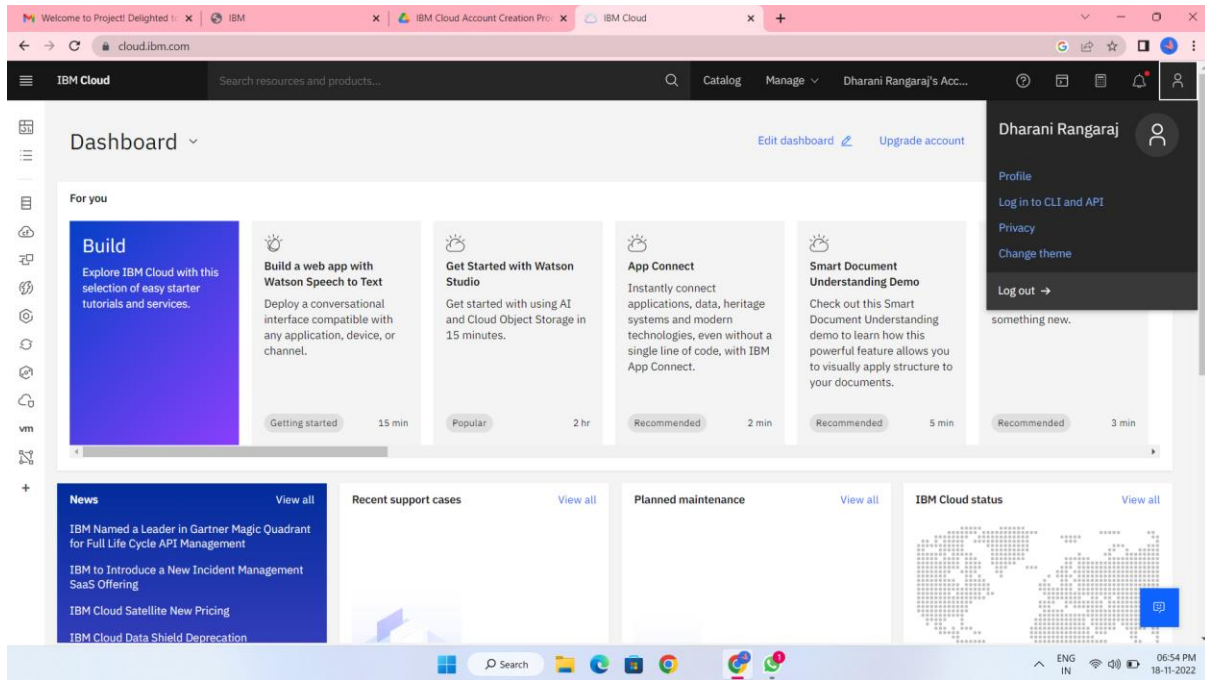 Welcome to Project! Delighted to
IBM
IBM Cloud Account Creation Pro
IBM Cloud
cloud.ibm.com
IBM Cloud
Search resources and products...
Catalog
Manage
Dharani Rangaraj's Acc...
Dashboard
Edit dashboard
Upgrade account
Dharani Rangaraj
Profile
Log in to CLI and API
Privacy
Change theme
Log out →
For you
Build
Explore IBM Cloud with this
selection of easy starter
tutorials and services.
Build a web app with
Watson Speech to Text
Deploy a conversational
interface compatible with
any application, device, or
channel.
Getting started 15 min
Get Started with Watson
Studio
Get started with using AI
and Cloud Object Storage in
15 minutes.
Popular 2 hr
App Connect
Instantly connect
applications, data, heritage
systems and modern
technologies, even without a
single line of code, with IBM
App Connect.
Recommended 2 min
Smart Document
Understanding Demo
Check out this Smart
Document Understanding
demo to learn how this
powerful feature allows you
to visually apply structure to
your documents.
Recommended 5 min
something new.
Recommended 3 min
vm
News View all
IBM Named a Leader in Gartner Magic Quadrant
for Full Life Cycle API Management
IBM to Introduce a New Incident Management
SaaS Offering
IBM Cloud Satellite New Pricing
IBM Cloud Data Shield Deprecation
Recent support cases View all
Planned maintenance View all
IBM Cloud status View all
Search
1
ENG
IN
06:54 PM
18-11-2022